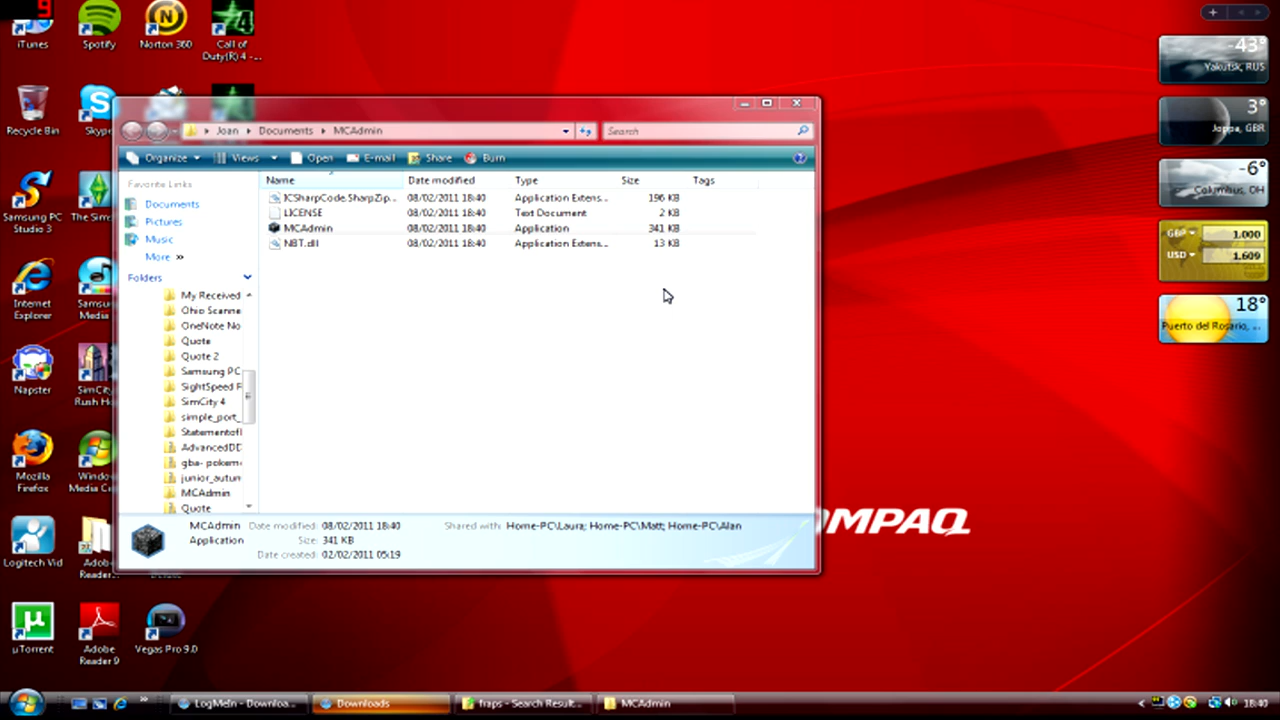 9
iTunes
Spotify
Norton 360
Call of
Duty(R) 4 -...
Recycle Bin
Skype
Samsung PC
Studio 3
The Sims
Internet
Explorer
Samsu
Media
Napster
SimCity
Rush Ho
Mozilla
Firefox
Windo
Media Ce
Logitech Vid
Adob
Reader
µTorrent
Adobe
Reader 9
Vegas Pro 9.0
Joan
Documents
MCAdmin
Search
Organize
Views
Open
E-mail
Share
Burn
Favorite Links
Documents
Pictures
Music
More »
Folders
My Received
Ohio Scanne
OneNote No
Quote
Quote 2
Samsung PC
SightSpeed F
SimCity 4
simple_port_
Statementofl
AdvancedDD
gba- pokem
junior_autun
MCAdmin
Quote
Name Date modified Type Size Tags
ICSharpCode.SharpZip... 08/02/2011 18:40 Application Extens... 196 KB
LICENSE 08/02/2011 18:40 Text Document 2 KB
MCAdmin 08/02/2011 18:40 Application 341 KB
NBT.dll 08/02/2011 18:40 Application Extens... 13 KB
MCAdmin Date modified: 08/02/2011 18:40 Shared with: Home-PC\Laura; Home-PC\Matt; Home-PC\Alan
Application Size: 341 KB
Date created: 02/02/2011 05:19
OMPAQ
-43°
Yakutsk, RUS
3°
Joppa, GBR
-6°
Columbus, OH
GBP 1.000
USD 1.609
18°
Puerto del Rosario, ...
LogMeIn - Downloa...
Downloads
fraps - Search Result...
MCAdmin
18:40